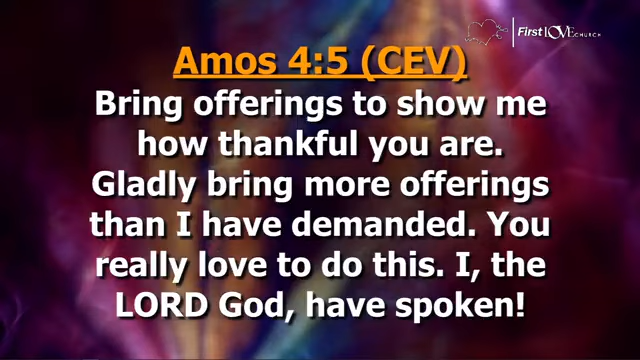 First LOVE CHURCH
Amos 4:5 (CEV)
Bring offerings to show me
how thankful you are.
Gladly bring more offerings
than I have demanded. You
really love to do this. I, the
LORD God, have spoken!